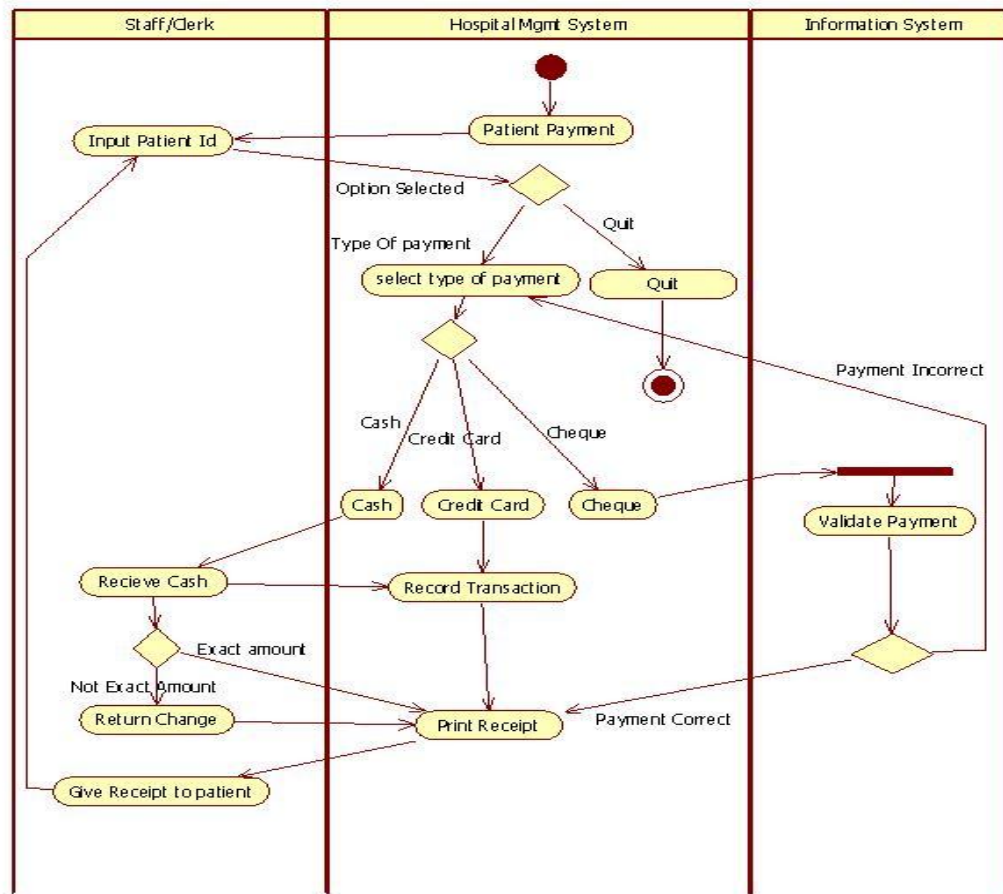 Staff/Clerk
Hospital Mgmt System
Information System
Patient Payment
Input Patient Id
Option Selected
Quit
Type Of payment
select type of payment
Quit
Payment Incorrect
Cash
Credit Card
Cheque
Cash
Credit Card
Cheque
Validate Payment
Recieve Cash
Record Transaction
Exact amount
Not Exact Amount
Return Change
Print Receipt
Payment Correct
Give Receipt to patient